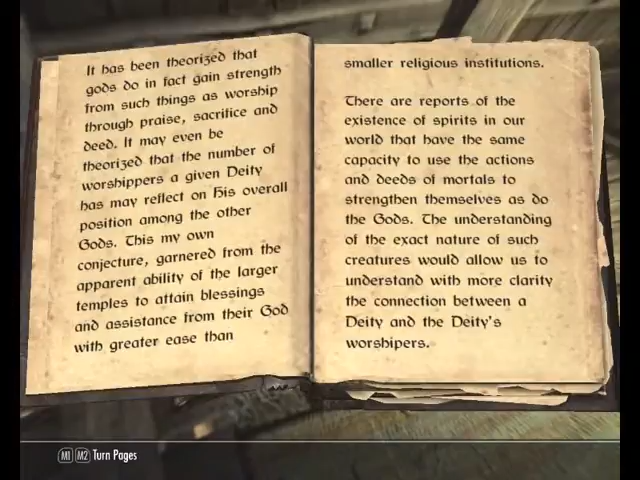 It has been theorized that
gods do in fact gain strength
from such things as worship
through praise, sacrifice and
deed. It may even be
theorized that the number of
worshippers a given Deity
has may reflect on His overall
position among the other
Gods. This my own
conjecture, garnered from the
apparent ability of the larger
temples to attain blessings
and assistance from their God
with greater ease than
smaller religious institutions.
There are reports of the
existence of spirits in our
world that have the same
capacity to use the actions
and deeds of mortals to
strengthen themselves as do
the Gods. The understanding
of the exact nature of such
creatures would allow us to
understand with more clarity
the connection between a
Deity and the Deity's
worshipers.
M1 M2 Turn Pages